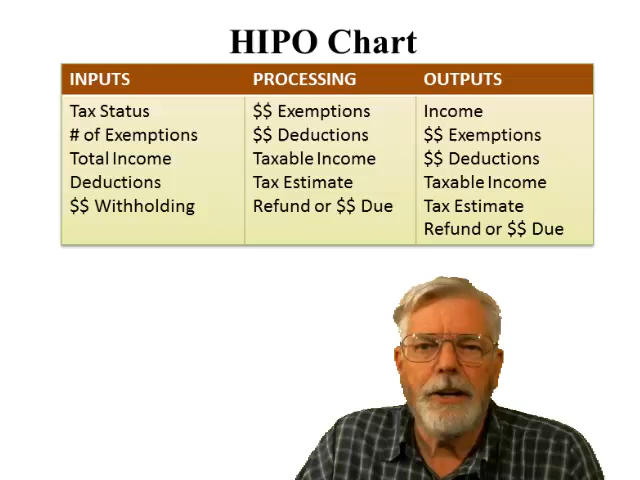 HIPO Chart
INPUTS PROCESSING OUTPUTS
Tax Status $$ Exemptions Income
# of Exemptions $$ Deductions $$ Exemptions
Total Income Taxable Income $$ Deductions
Deductions Tax Estimate Taxable Income
$$ Withholding Refund or $$ Due Tax Estimate
Refund or $$ Due